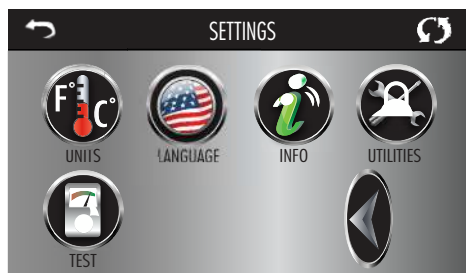 SETTINGS
F° C°
UNITS
LANGUAGE
INFO
UTILITIES
TEST